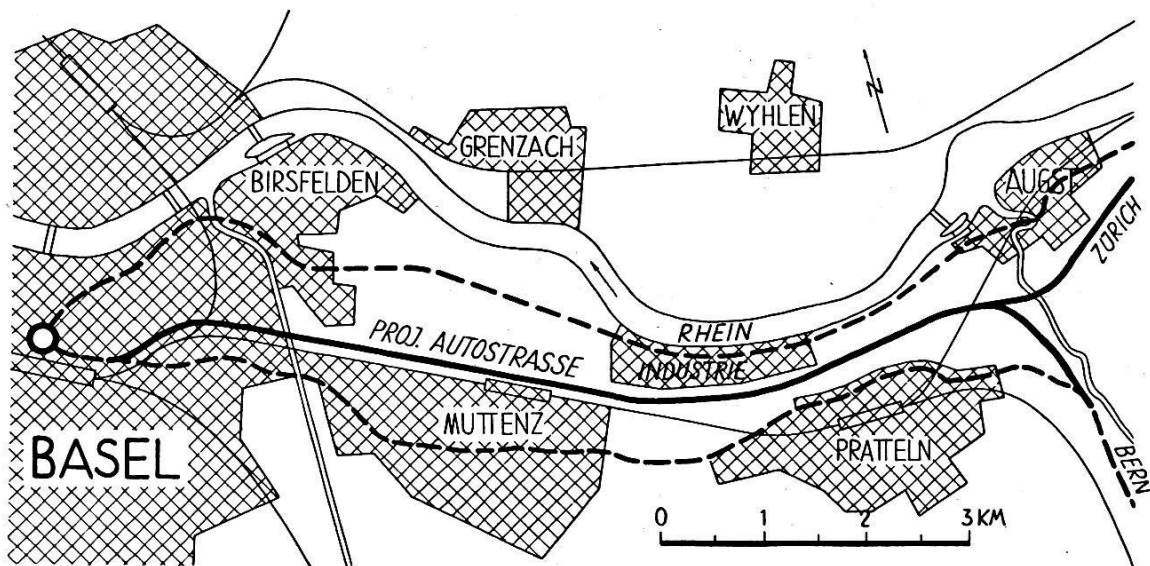 N
WYHLEN
GRENZACH
BIRSFELDEN
AUGST
ZÜRICH
RHEIN
PROJ. AUTOSTRASSE
INDUSTRIE
MUTTENZ
PRATTELN
BASEL
BERN
0 1 2 3 KM